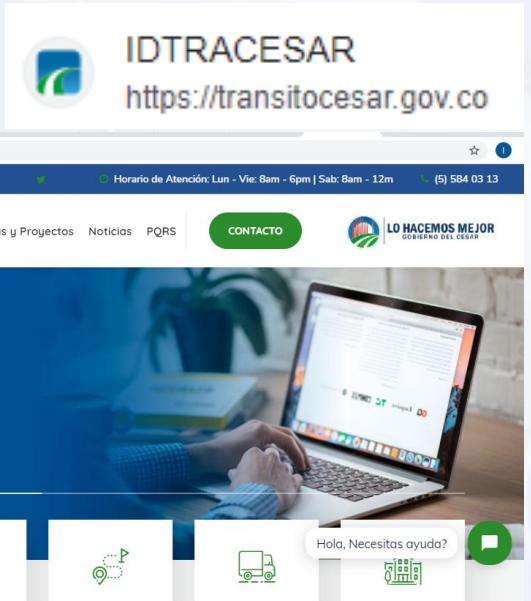 IDTRACESAR
https://transitocesar.gov.co
Horario de Atención: Lun - Vie: 8am - 6pm | Sab: 8am - 12m
(5) 584 03 13
s y Proyectos Noticias PQRS CONTACTO
LO HACEMOS MEJOR
GOBIERNO DEL CESAR
Hola, Necesitas ayuda?